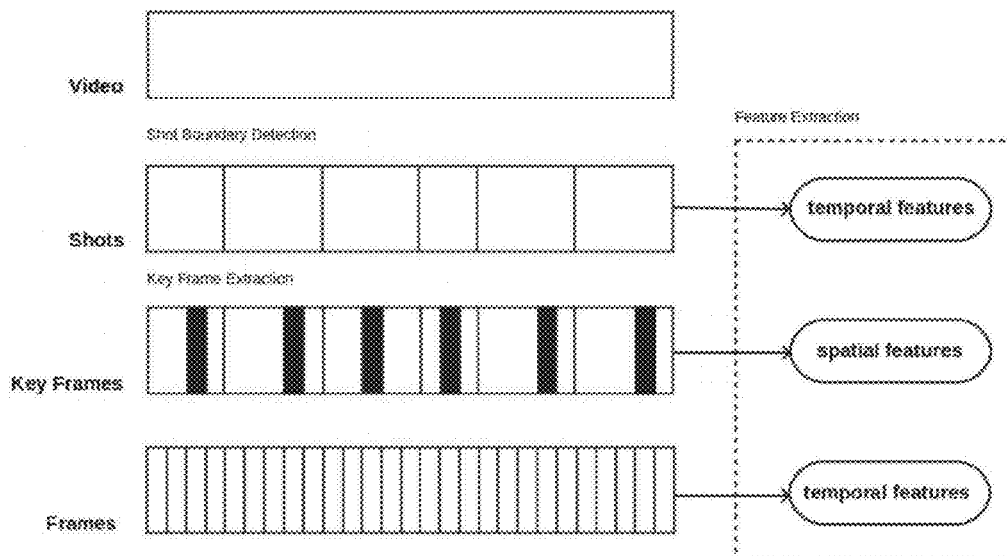 Video
Shot Boundary Detection
Feature Extraction
Shots
temporal features
Key Frame Extraction
Key Frames
spatial features
Frames
temporal features